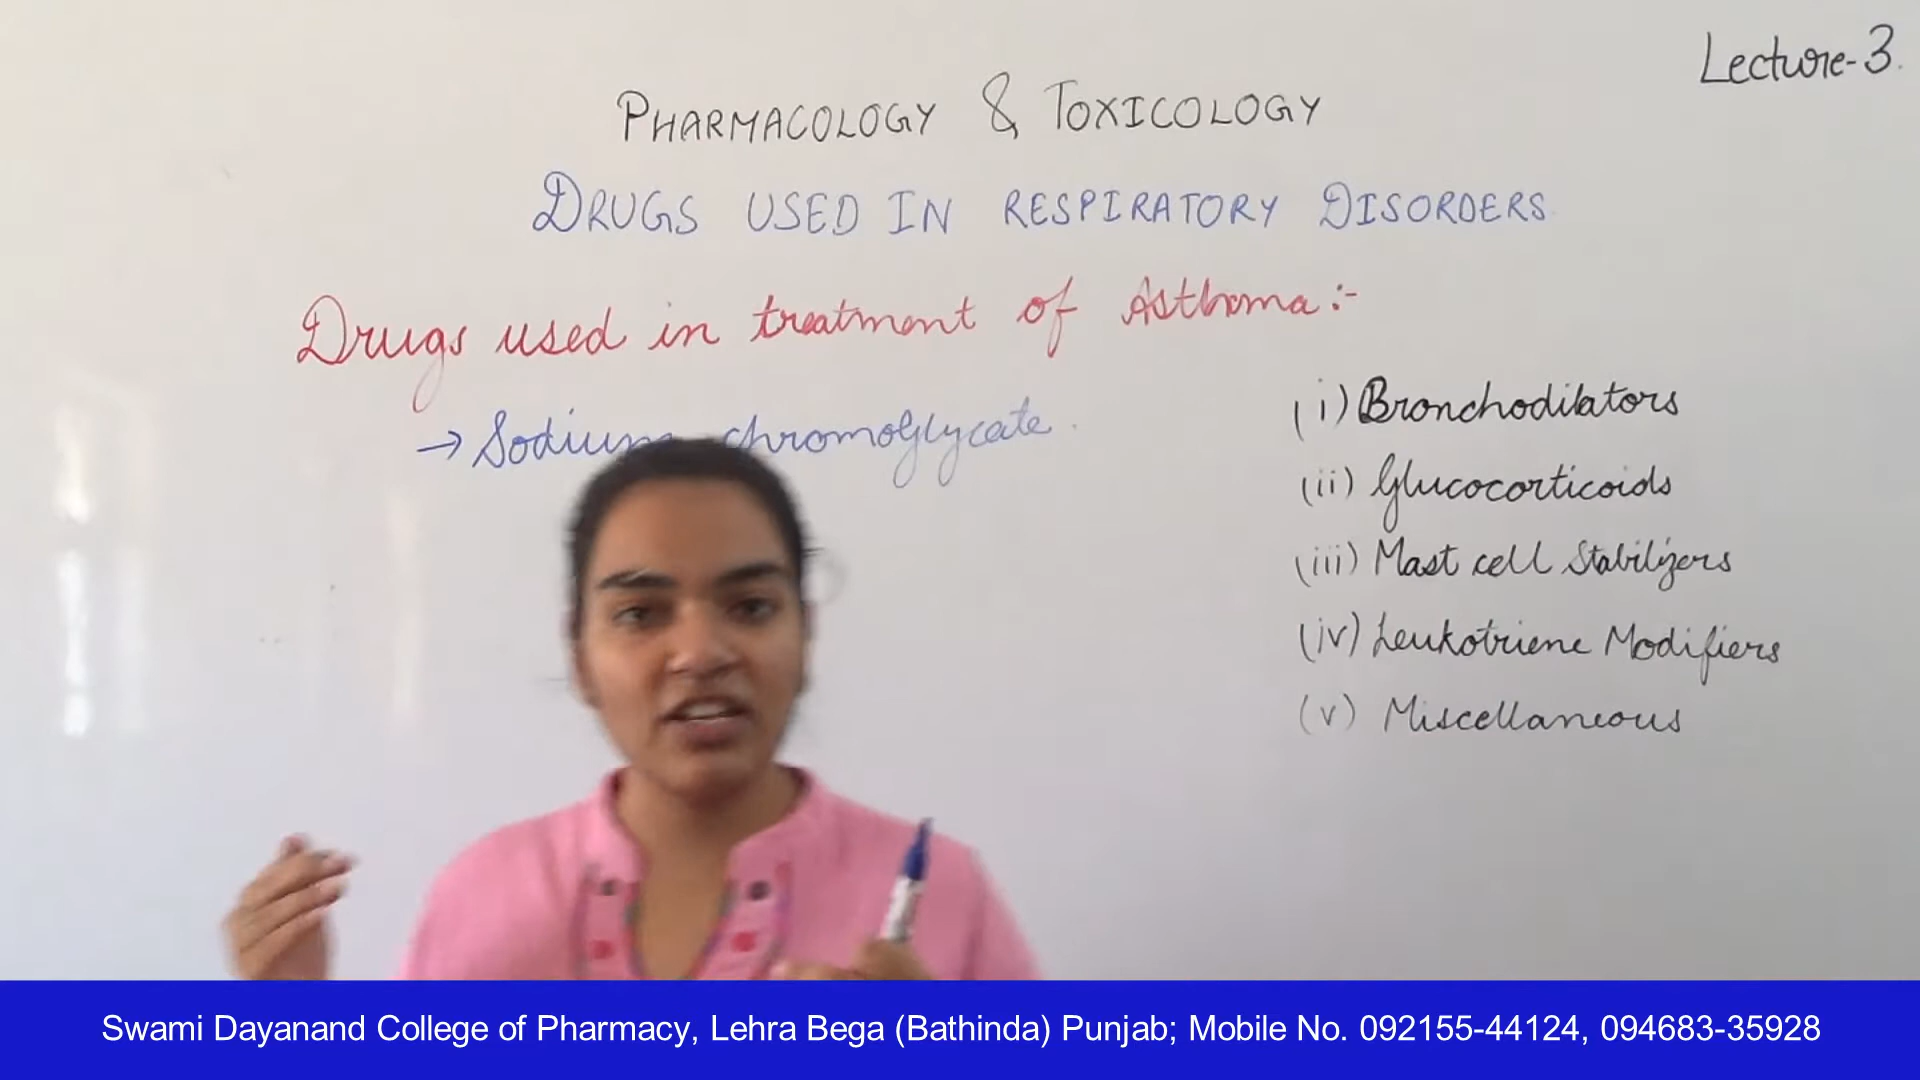 Lecture-3.
PHARMACOLOGY & TOXICOLOGY
DRUGS USED IN RESPIRATORY DISORDERS
Drugs used in treatment of Asthma:-
→ Sodium chromoglycate.
(i) Bronchodilators
(ii) Glucocorticoids
(iii) Mast cell Stabilizers
(iv) Leukotriene Modifiers
(v) Miscellaneous
Swami Dayanand College of Pharmacy, Lehra Bega (Bathinda) Punjab; Mobile No. 092155-44124, 094683-35928